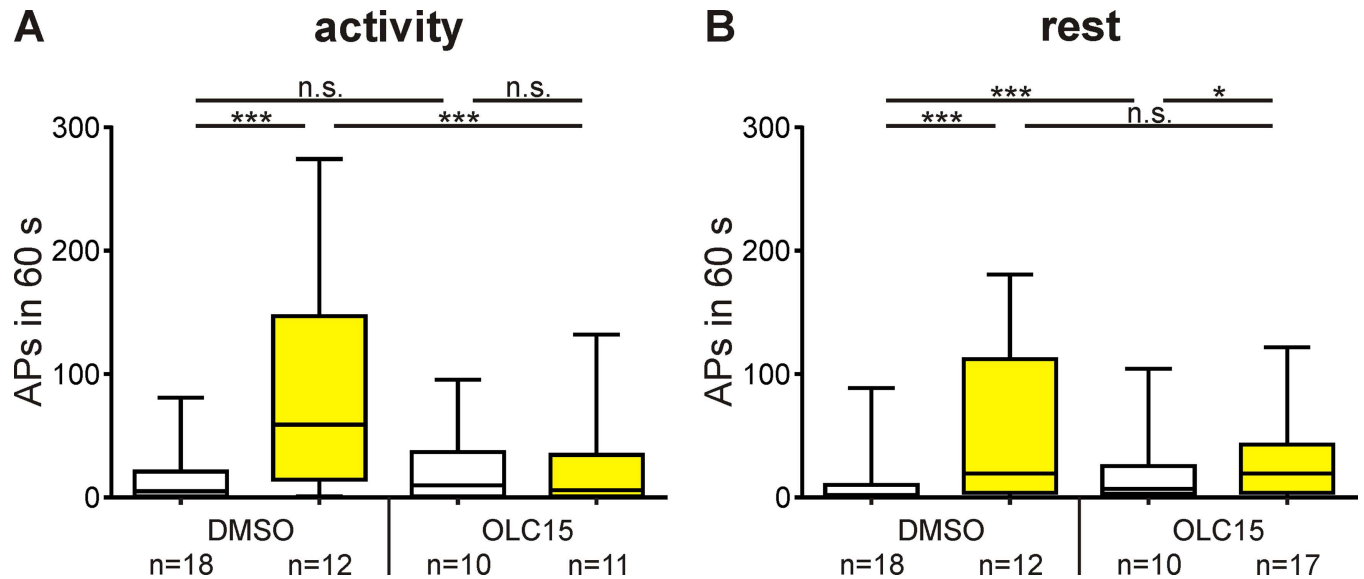 A activity
n.s. n.s.
*** ***
300
200
100
0
APs in 60 s
DMSO OLC15
n=18 n=12 n=10 n=11
B rest
*** *
*** n.s.
300
200
100
0
APs in 60 s
DMSO OLC15
n=18 n=12 n=10 n=17